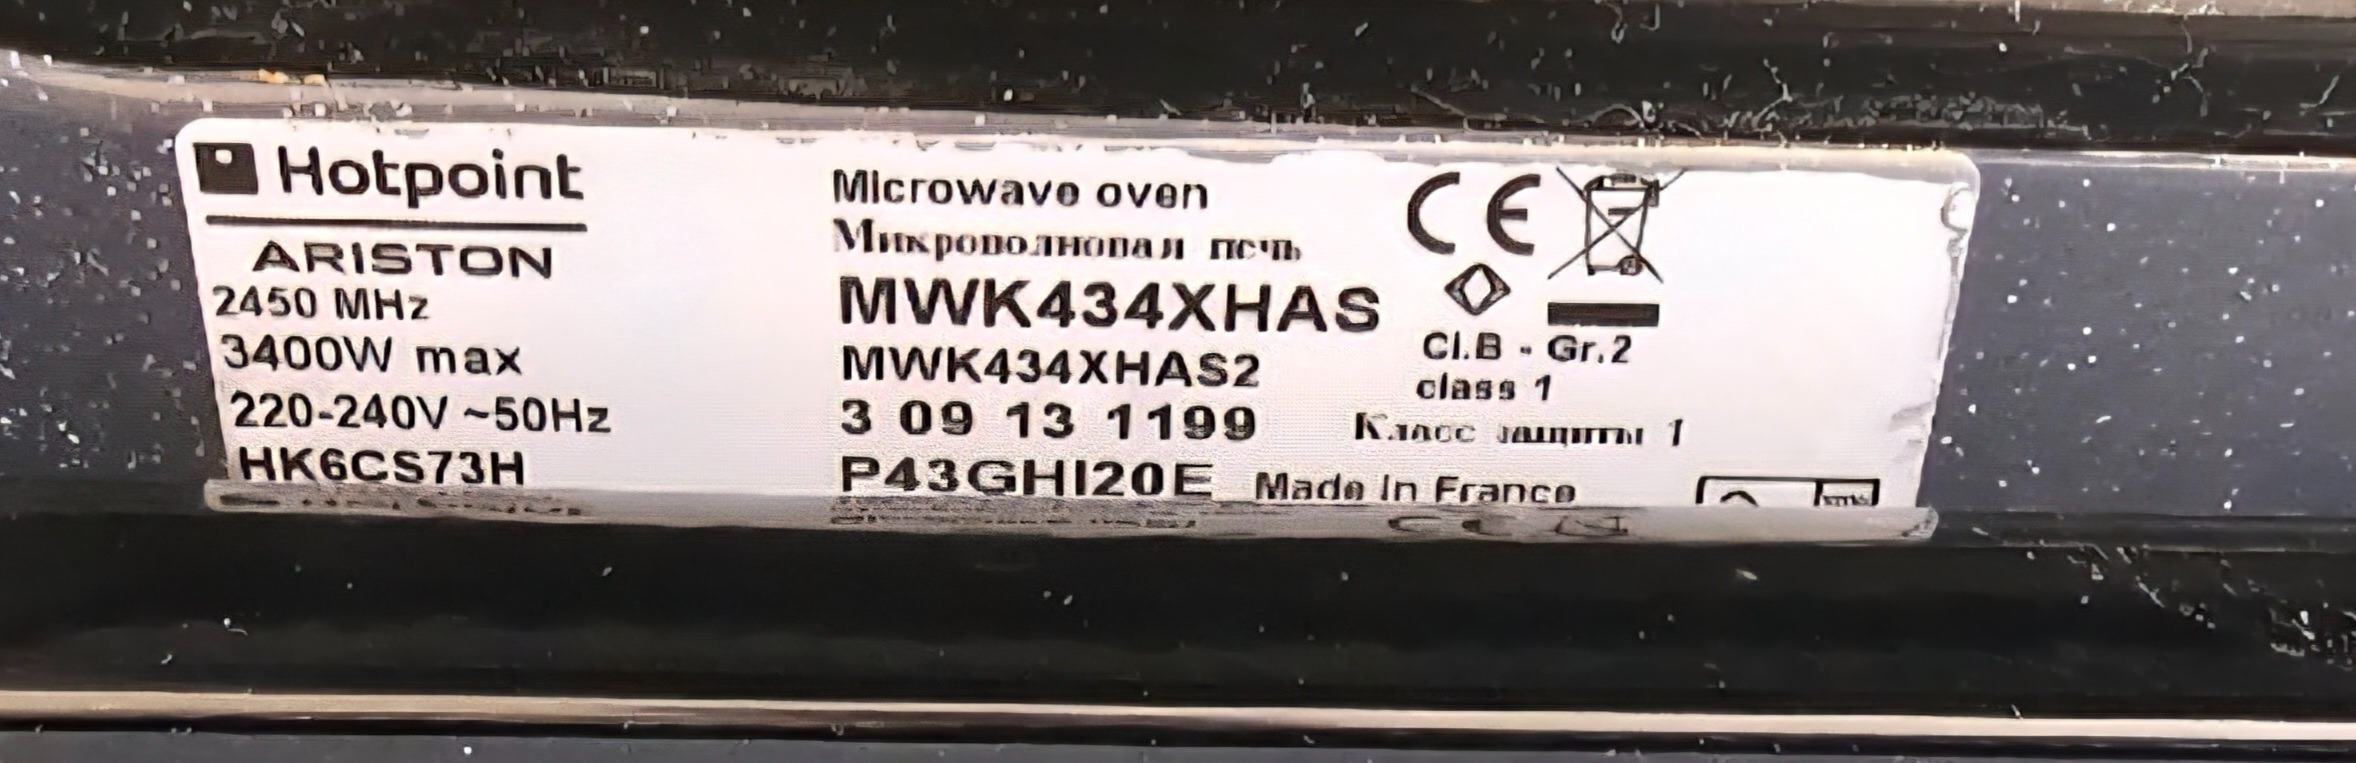 Hotpoint
ARISTON
2450 MHz
3400W max
220-240V ~50Hz
HK6CS73H
Microwave oven
Микроволновая печь
MWK434XHAS
MWK434XHAS2
3 09 13 1199
P43GHI20E Made in France
CE
Cl.B - Gr.2
class 1
Класс защиты 1